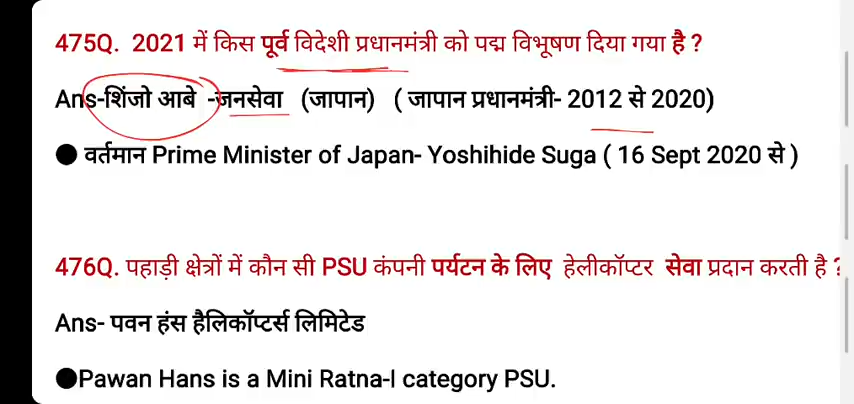 475Q. 2021 में किस पूर्व विदेशी प्रधानमंत्री को पद्म विभूषण दिया गया है ?
Ans-शिंजो आबे -जनसेवा (जापान) ( जापान प्रधानमंत्री- 2012 से 2020)
● वर्तमान Prime Minister of Japan- Yoshihide Suga ( 16 Sept 2020 से )
476Q. पहाड़ी क्षेत्रों में कौन सी PSU कंपनी पर्यटन के लिए हेलीकॉप्टर सेवा प्रदान करती है ?
Ans- पवन हंस हैलिकॉप्टर्स लिमिटेड
●Pawan Hans is a Mini Ratna-I category PSU.